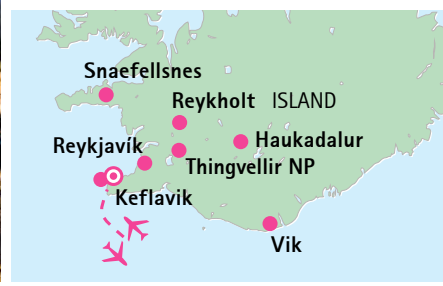 Snaefellsnes
Reykholt ISLAND
Reykjavík Haukadalur
Thingvellir NP
Keflavik
Vik